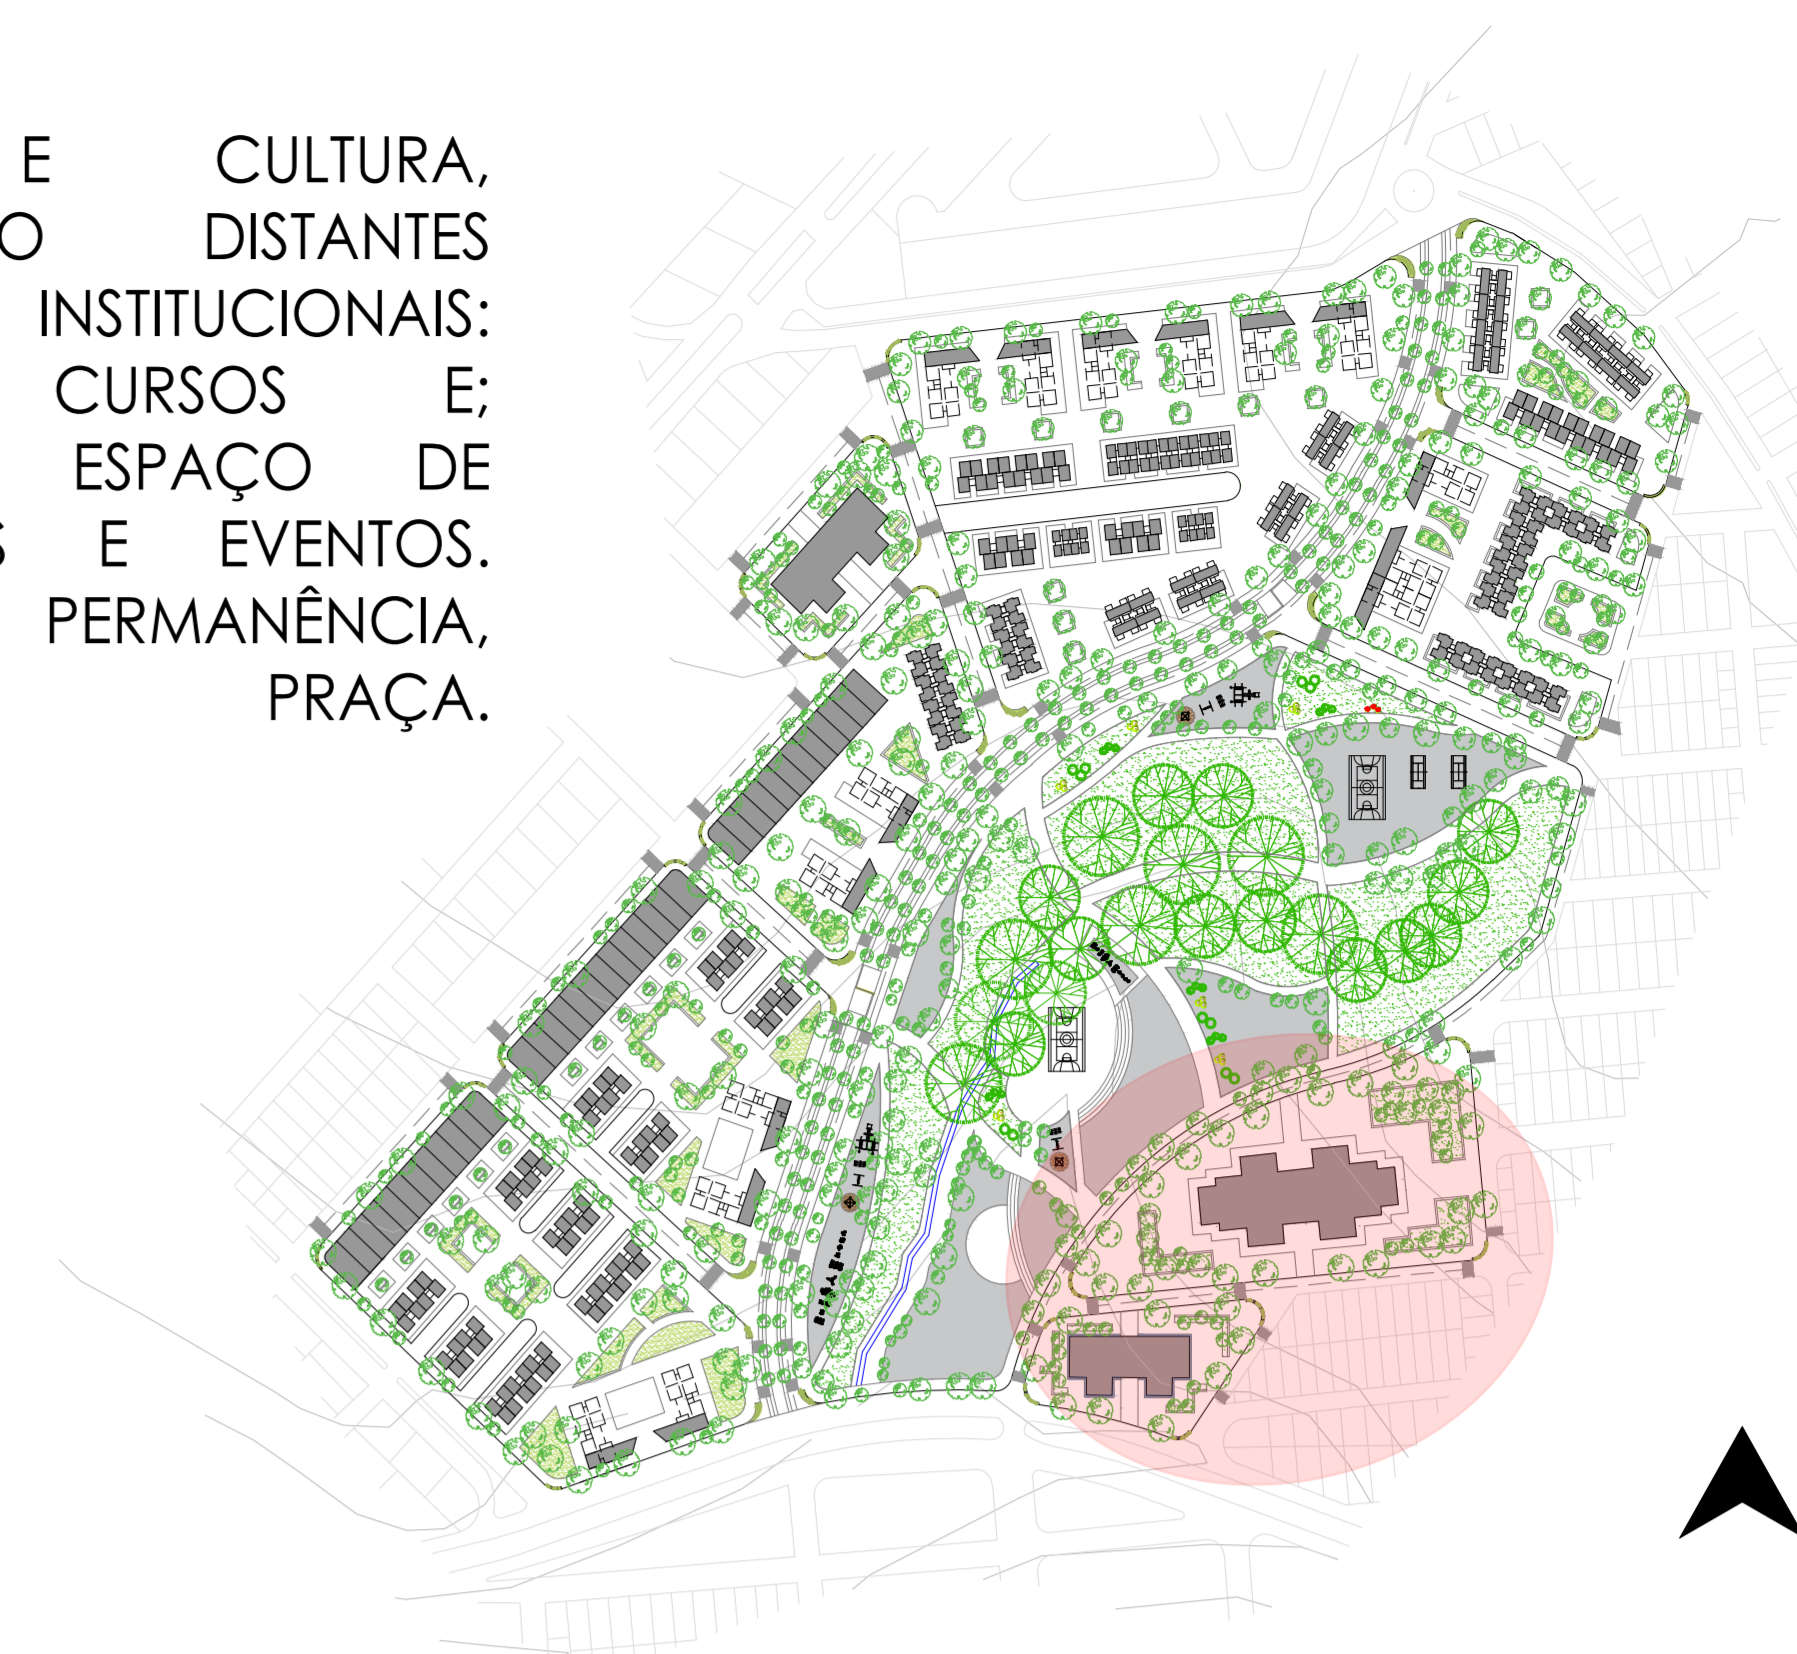 E CULTURA,
O DISTANTES
INSTITUCIONAIS:
CURSOS E;
ESPAÇO DE
S E EVENTOS.
PERMANÊNCIA,
PRAÇA.